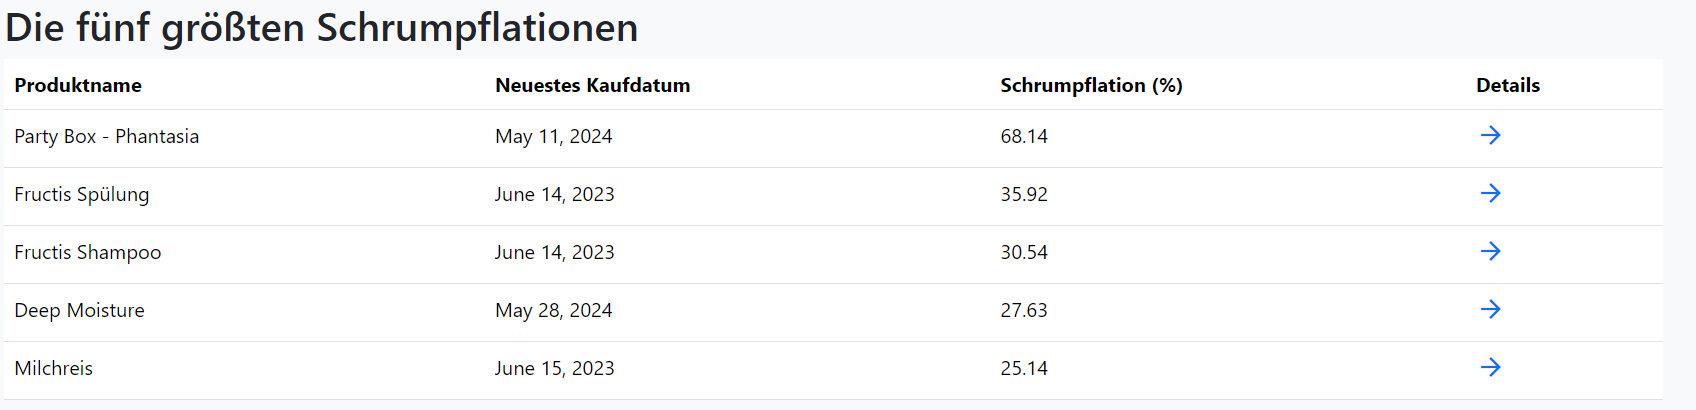 Die fünf größten Schrumpflationen
Produktname Neuestes Kaufdatum Schrumpflation (%) Details
Party Box - Phantasia May 11, 2024 68.14
Fructis Spülung June 14, 2023 35.92
Fructis Shampoo June 14, 2023 30.54
Deep Moisture May 28, 2024 27.63
Milchreis June 15, 2023 25.14